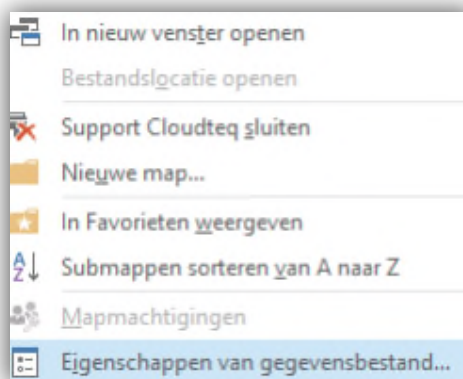 In nieuw venster openen
Bestandslocatie openen
Support Cloudteq sluiten
Nieuwe map...
In Favorieten weergeven
A Z Submappen sorteren van A naar Z
Mapmachtigingen
Eigenschappen van gegevensbestand...